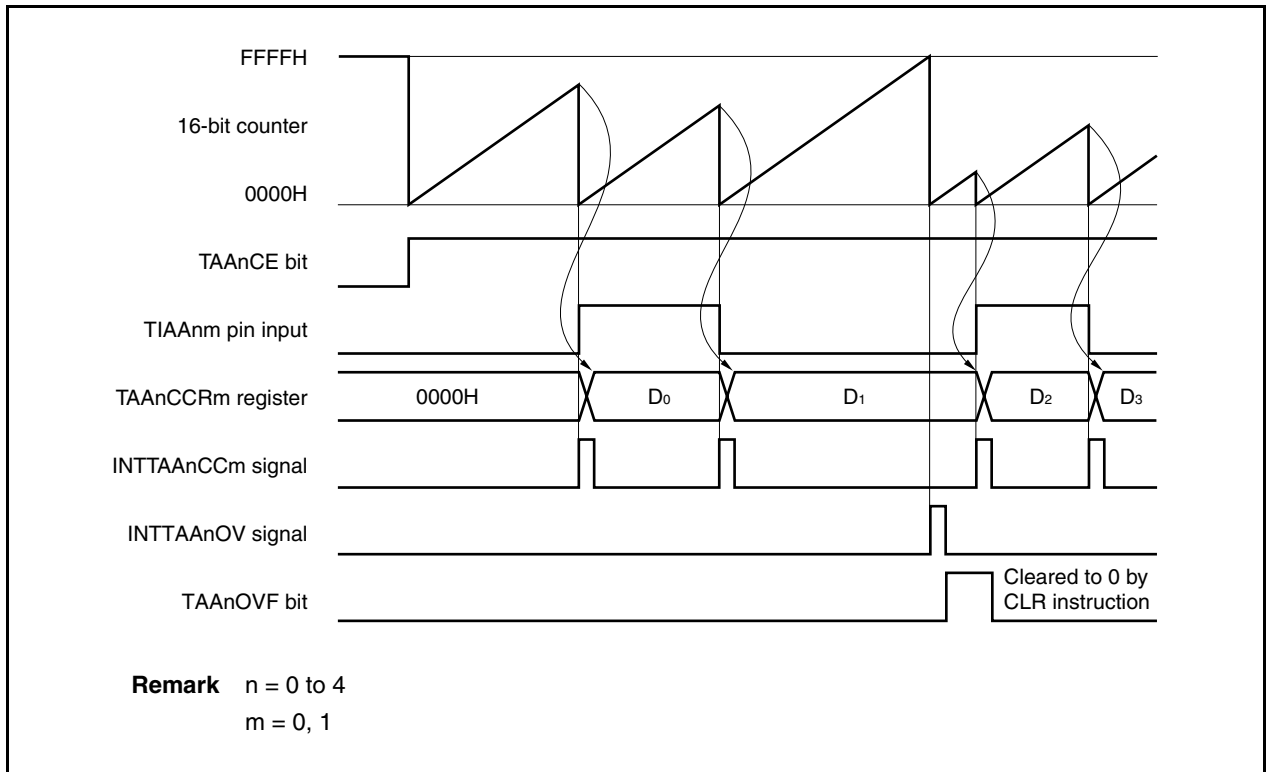 FFFFH
16-bit counter
0000H
TAAnCE bit
TIAAnm pin input
TAAnCCRm register
0000H D0 D1 D2 D3
INTTAAnCCm signal
INTTAAnOV signal
TAAnOVF bit
Cleared to 0 by
CLR instruction
Remark n = 0 to 4
m = 0, 1